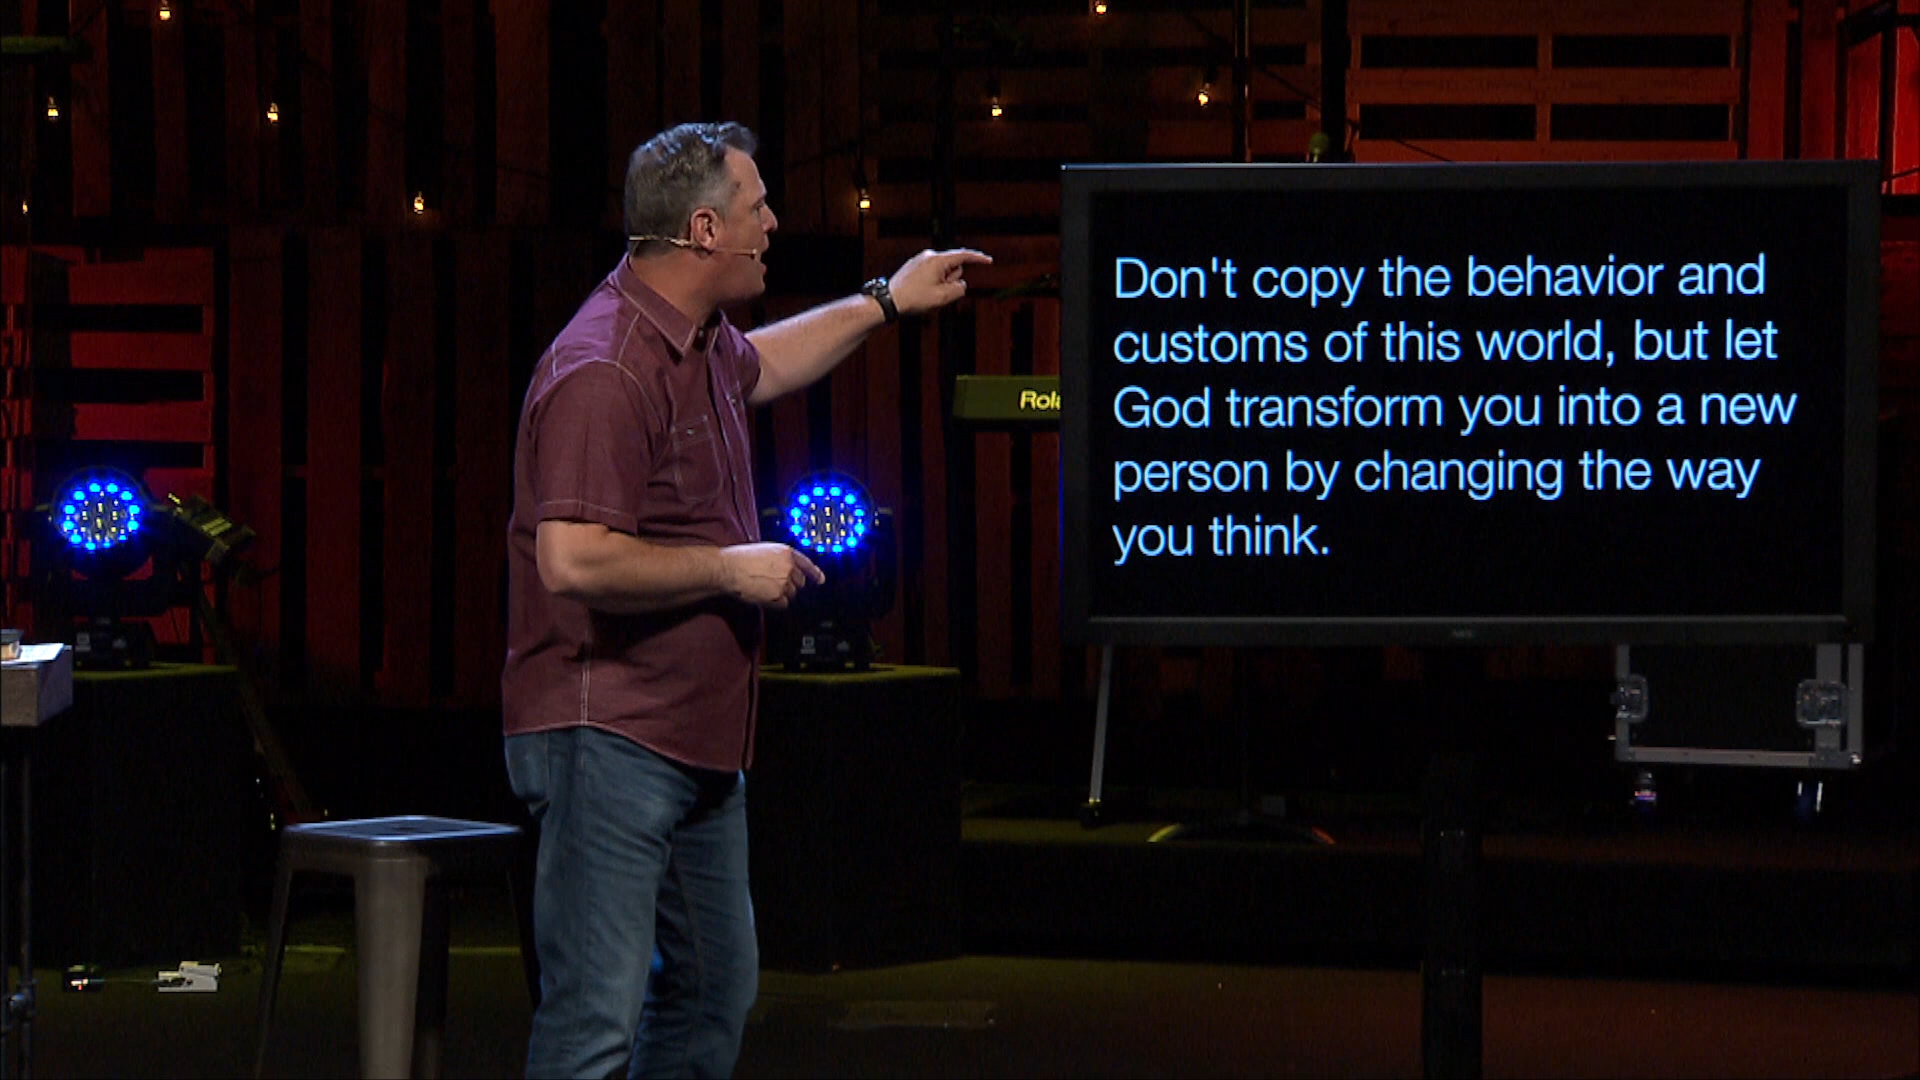 Don't copy the behavior and
customs of this world, but let
God transform you into a new
person by changing the way
you think.